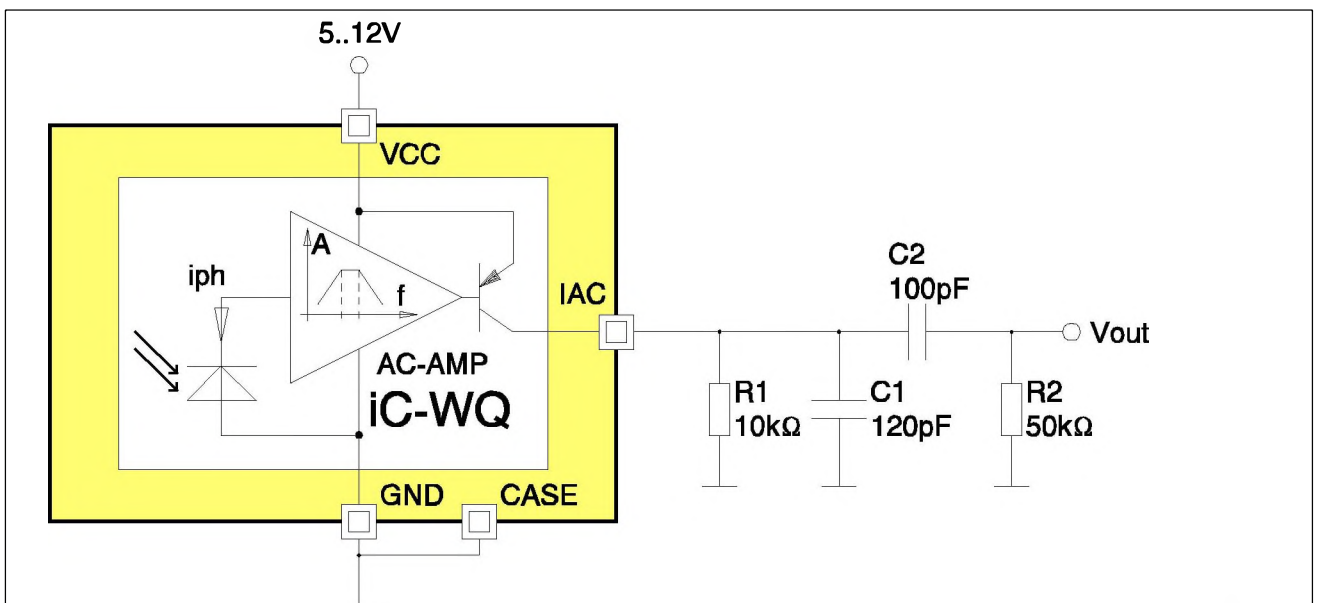 5..12V
VCC
A
iph
f
IAC
C2
100pF
Vout
AC-AMP
iC-WQ
R1
10kΩ
C1
120pF
R2
50kΩ
GND
CASE